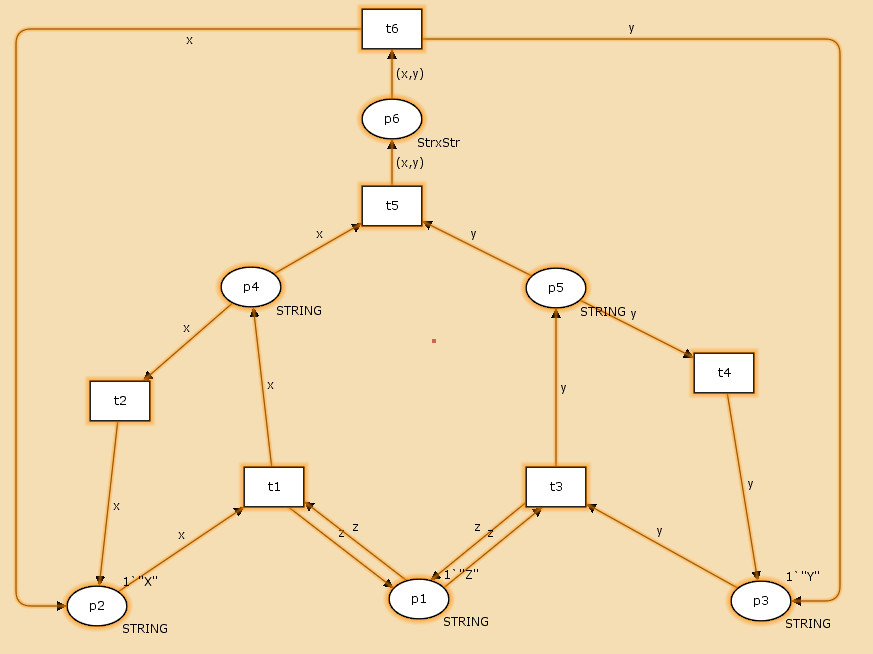 t6
x
y
(x,y)
p6
StrxStr
(x,y)
t5
x
y
p4
STRING
p5
STRING
y
x
t2
x
y
t4
t1
t3
x
x
z
z
z
z
y
y
1`"X"
p2
STRING
1`"Z"
p1
STRING
1`"Y"
p3
STRING